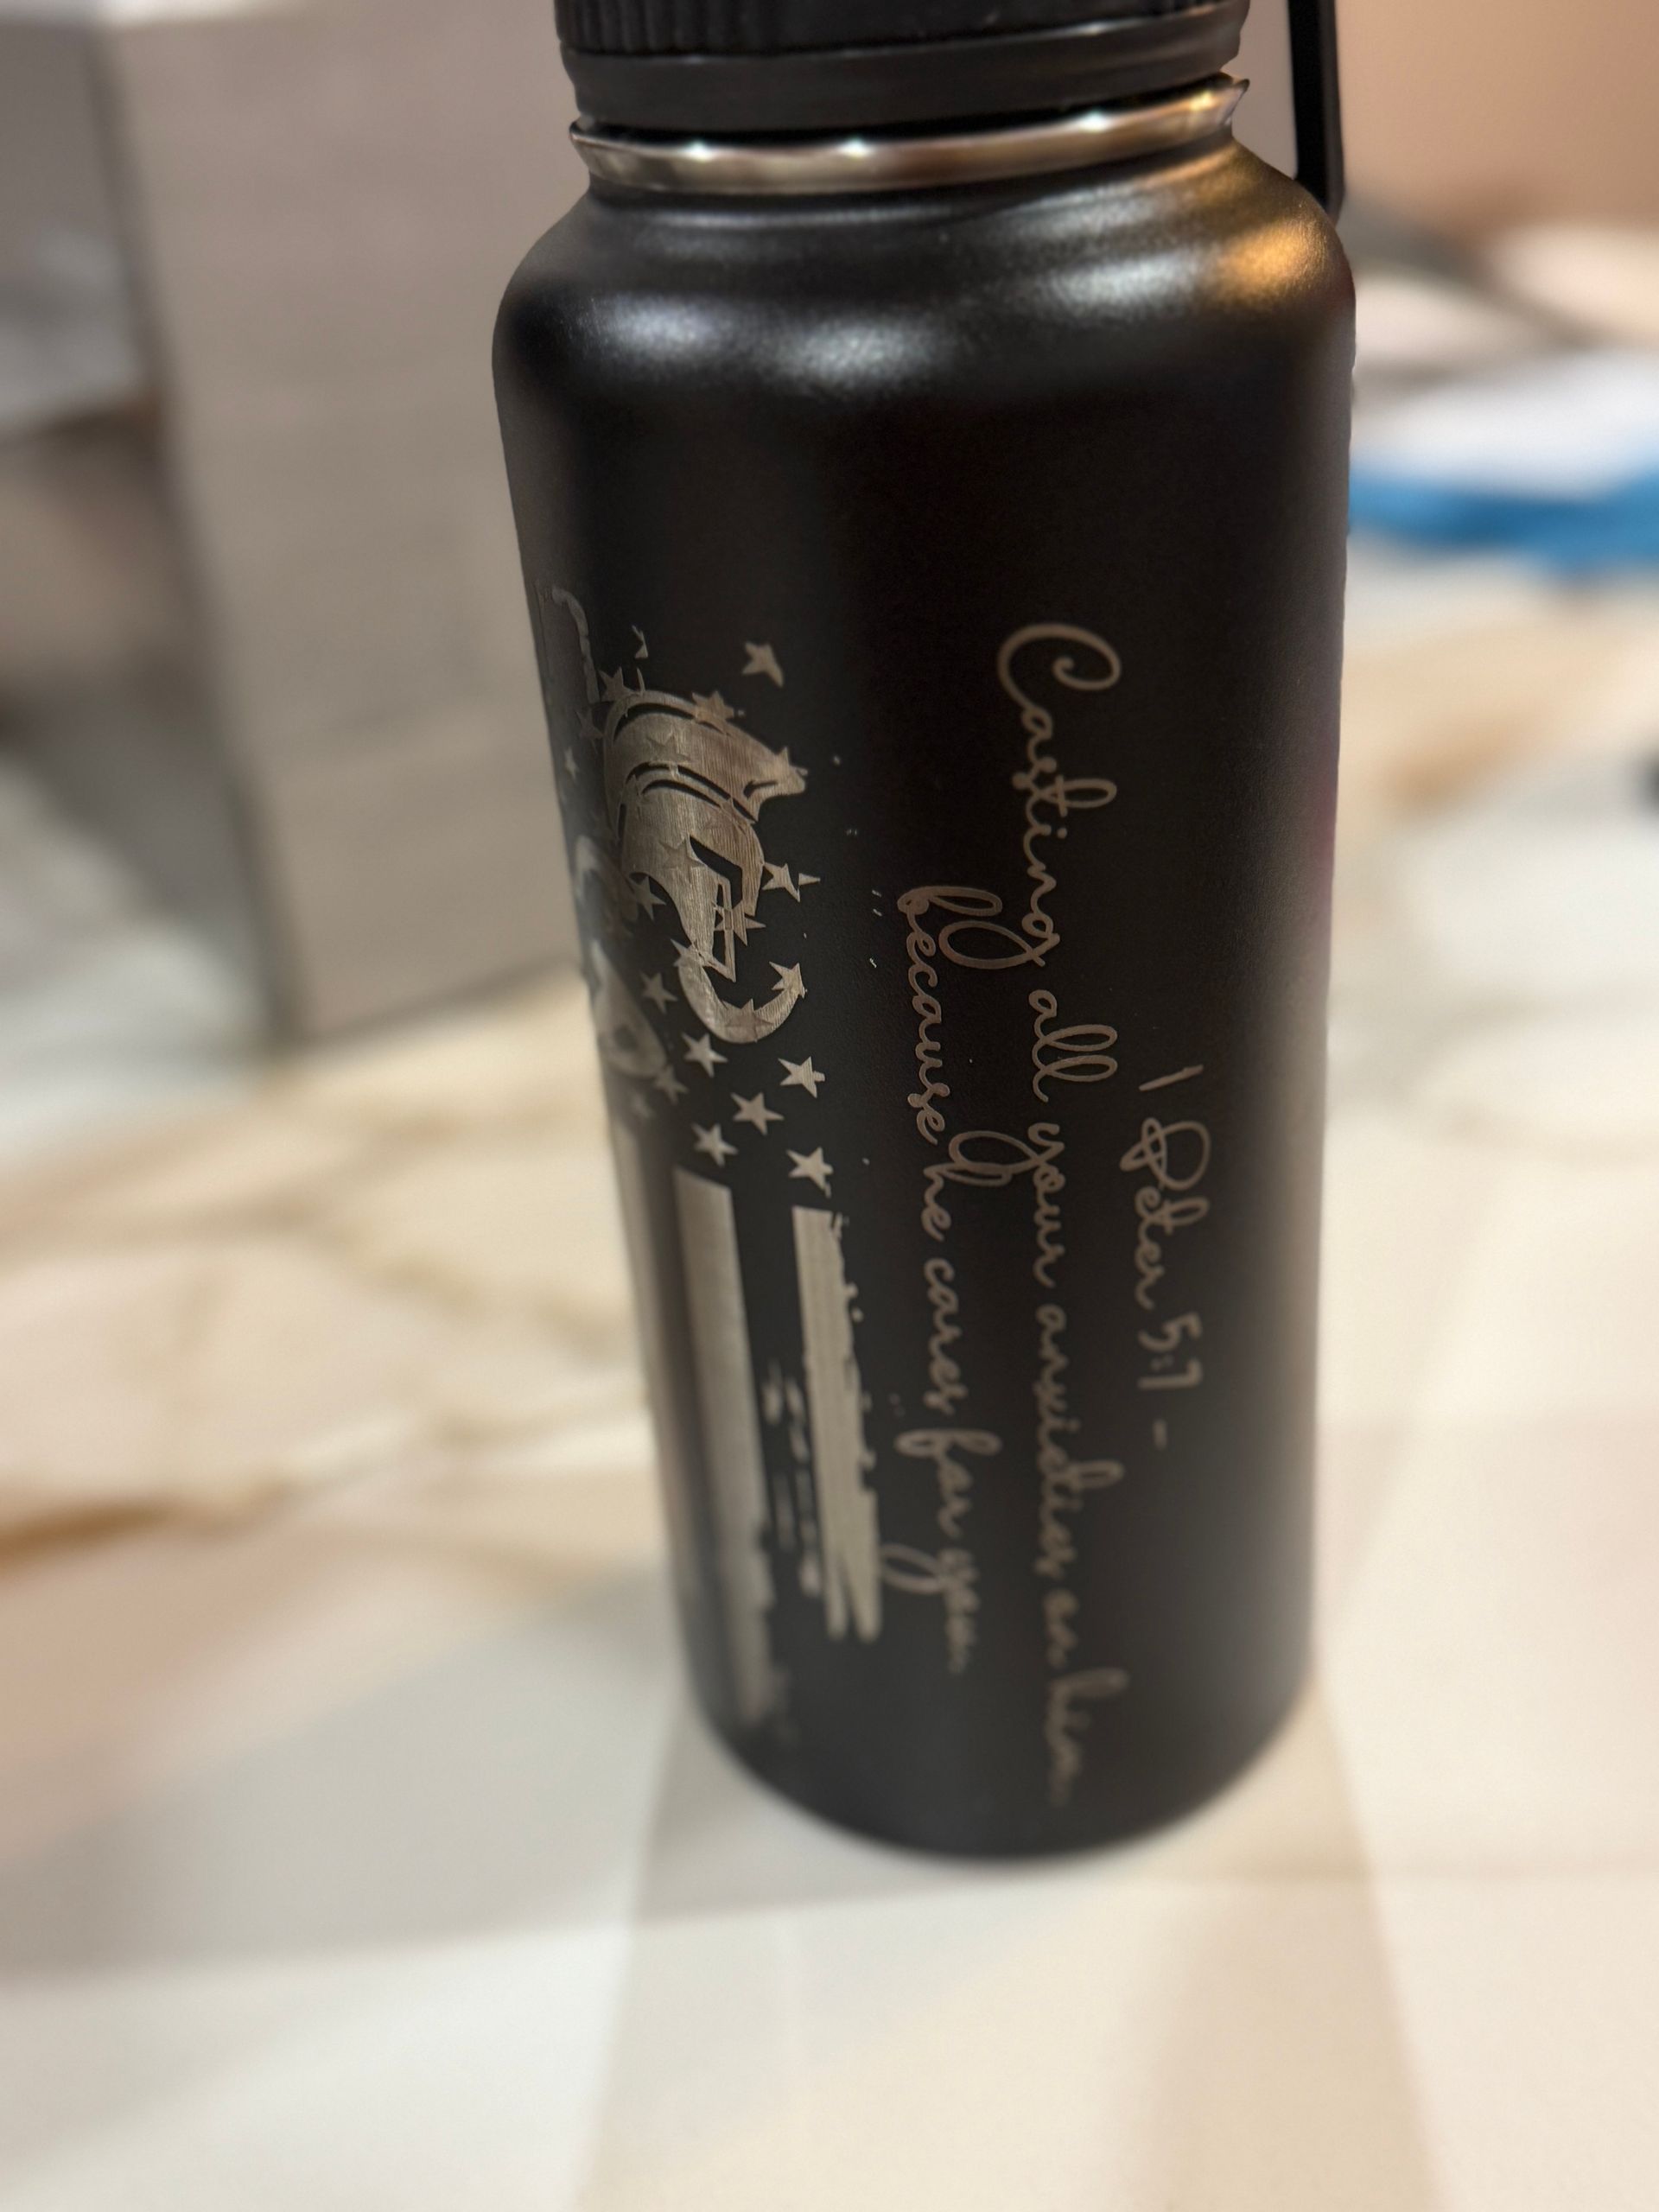 1 Peter 5:7 -
Casting all your anxieties on him
because he cares for you